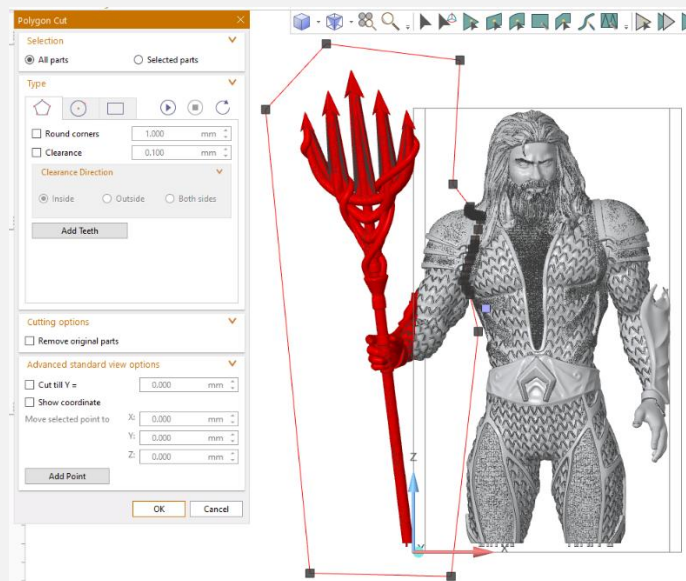 Polygon Cut
Selection
All parts Selected parts
Type
Round corners 1.000 mm
Clearance 0.100 mm
Clearance Direction
Inside Outside Both sides
Add Teeth
Cutting options
Remove original parts
Advanced standard view options
Cut till Y = 0.000 mm
Show coordinate
Move selected point to X: 0.000 mm
Y: 0.000 mm
Z: 0.000 mm
Add Point
OK Cancel
Z
Y X